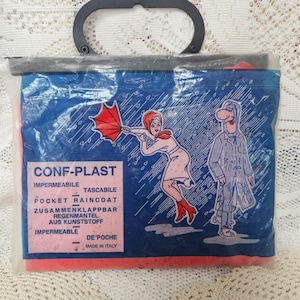 CONF-PLAST
IMPERMEABILE
TASCABILE
POCKET RAINCOAT
ZUSAMMENKLAPPBAR
REGENMANTEL
AUS KUNSTSTOFF
IMPERMEABLE
DE POCHE
MADE IN ITALY